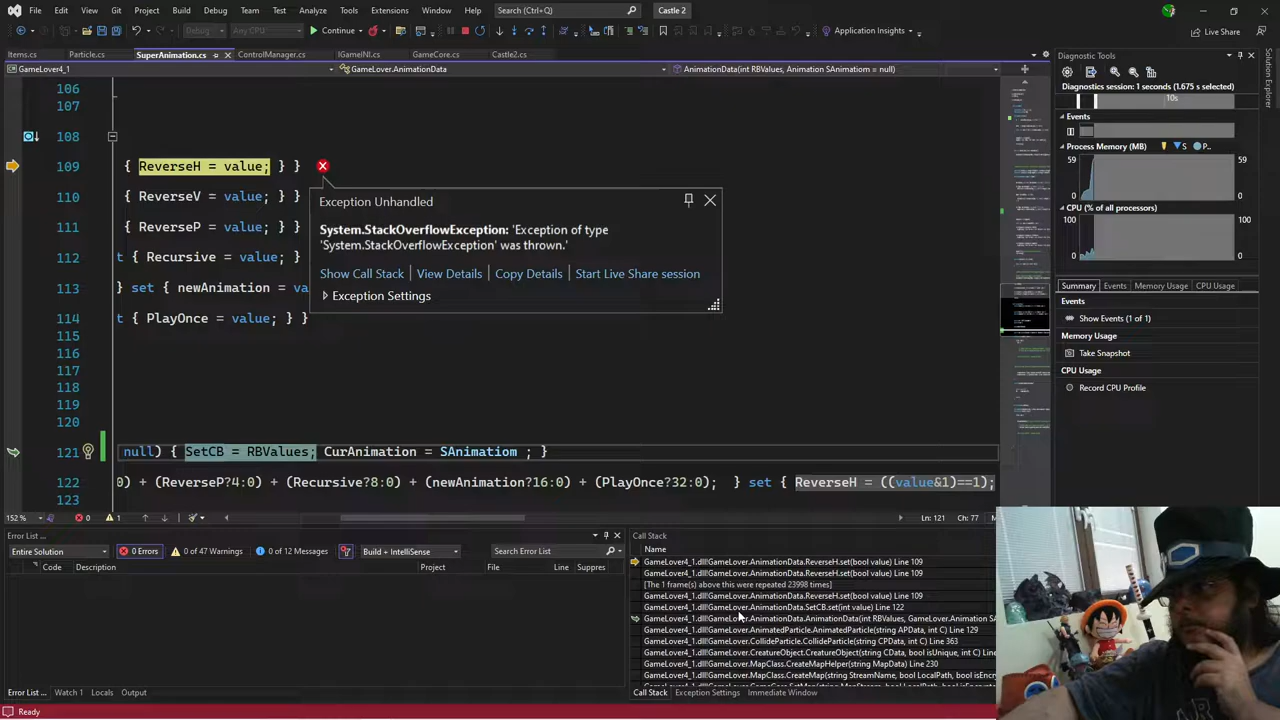 File Edit View Git Project Build Debug Test Analyze Tools Extensions Window Help Search (Ctrl+Q) Castle 2
Debug Any CPU Continue Application Insights Live Share
Items.cs Particle.cs SuperAnimation.cs ControlManager.cs IGameINI.cs GameCore.cs Castle2.cs
GameLover4_1 GameLover.AnimationData AnimationData(int RBValues, Animation SAnimatiom = null)
106
107
108
109 { ReverseH = value; } }
110 { ReverseV = value; } }
111 { ReverseP = value; } }
112 t { Recursive = value; }
113 } set { newAnimation = va
114 t { PlayOnce = value; } }
115
116
117
118
119
120
121 null) { SetCB = RBValues; CurAnimation = SAnimatiom ; }
122 0) + (ReverseP?4:0) + (Recursive?8:0) + (newAnimation?16:0) + (PlayOnce?32:0); } set { ReverseH = ((value&1)==1);
123
Exception Unhandled
System.StackOverflowException: 'Exception of type
'System.StackOverflowException' was thrown.'
Show Call Stack View Details Copy Details Start Live Share session
Exception Settings
152 % 0 1 Ln: 121 Ch: 77
Diagnostic Tools
Diagnostics session: 1 seconds (1.675 s selected)
10s
Events
Process Memory (MB) S P...
59 59
0 0
CPU (% of all processors)
100 100
0 0
Summary Events Memory Usage CPU Usage
Events
Show Events (1 of 1)
Memory Usage
Take Snapshot
CPU Usage
Record CPU Profile
Solution Explorer
Error List ...
Entire Solution 0 Errors 0 of 47 Warnings 0 of 12 Messages Build + IntelliSense Search Error List
Code Description Project File Line Suppres
Error List ... Watch 1 Locals Output
Call Stack
Name
GameLover4_1.dll!GameLover.AnimationData.ReverseH.set(bool value) Line 109
GameLover4_1.dll!GameLover.AnimationData.ReverseH.set(bool value) Line 109
[The 1 frame(s) above this were repeated 23998 times]
GameLover4_1.dll!GameLover.AnimationData.ReverseH.set(bool value) Line 109
GameLover4_1.dll!GameLover.AnimationData.SetCB.set(int value) Line 122
GameLover4_1.dll!GameLover.AnimationData.AnimationData(int RBValues, GameLover.Animation SA
GameLover4_1.dll!GameLover.AnimatedParticle.AnimatedParticle(string APData, int C) Line 129
GameLover4_1.dll!GameLover.CollideParticle.CollideParticle(string CPData, int C) Line 363
GameLover4_1.dll!GameLover.CreatureObject.CreatureObject(string CData, bool isUnique, int C) Line
GameLover4_1.dll!GameLover.MapClass.CreateMapHelper(string MapData) Line 230
GameLover4_1.dll!GameLover.MapClass.CreateMap(string StreamName, bool LocalPath, bool isEnc
Call Stack Exception Settings Immediate Window
Ready